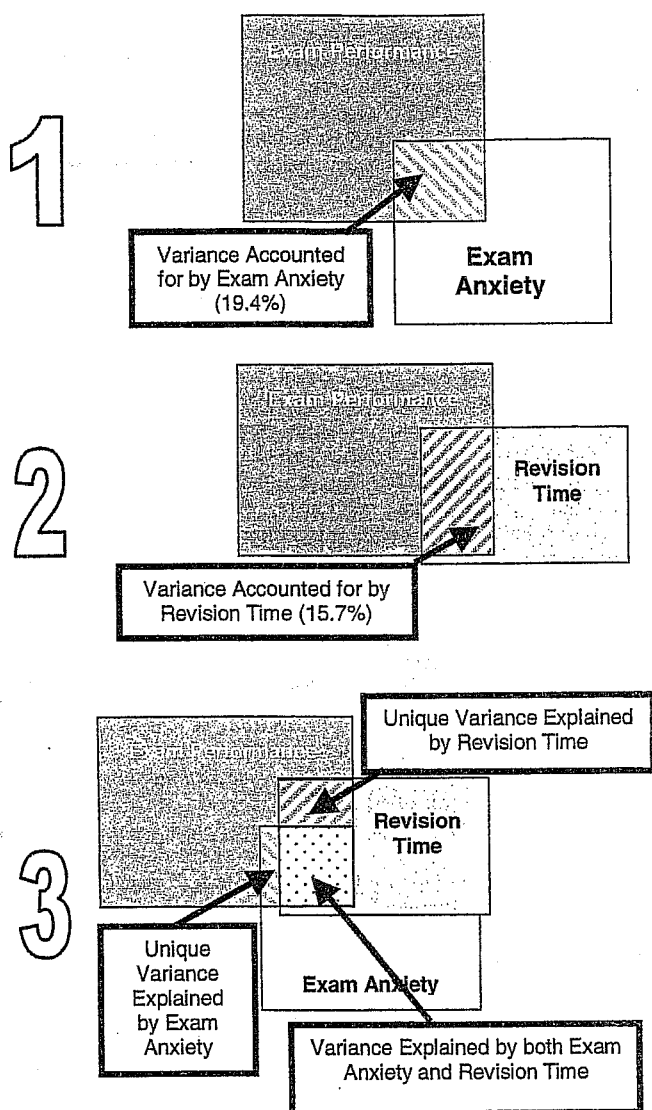 1
Exam Performance
Variance Accounted
for by Exam Anxiety
(19.4%)
Exam
Anxiety
2
Exam Performance
Revision
Time
Variance Accounted for by
Revision Time (15.7%)
3
Unique Variance Explained
by Revision Time
Exam Performance
Revision
Time
Unique
Variance
Explained
by Exam
Anxiety
Exam Anxiety
Variance Explained by both Exam
Anxiety and Revision Time